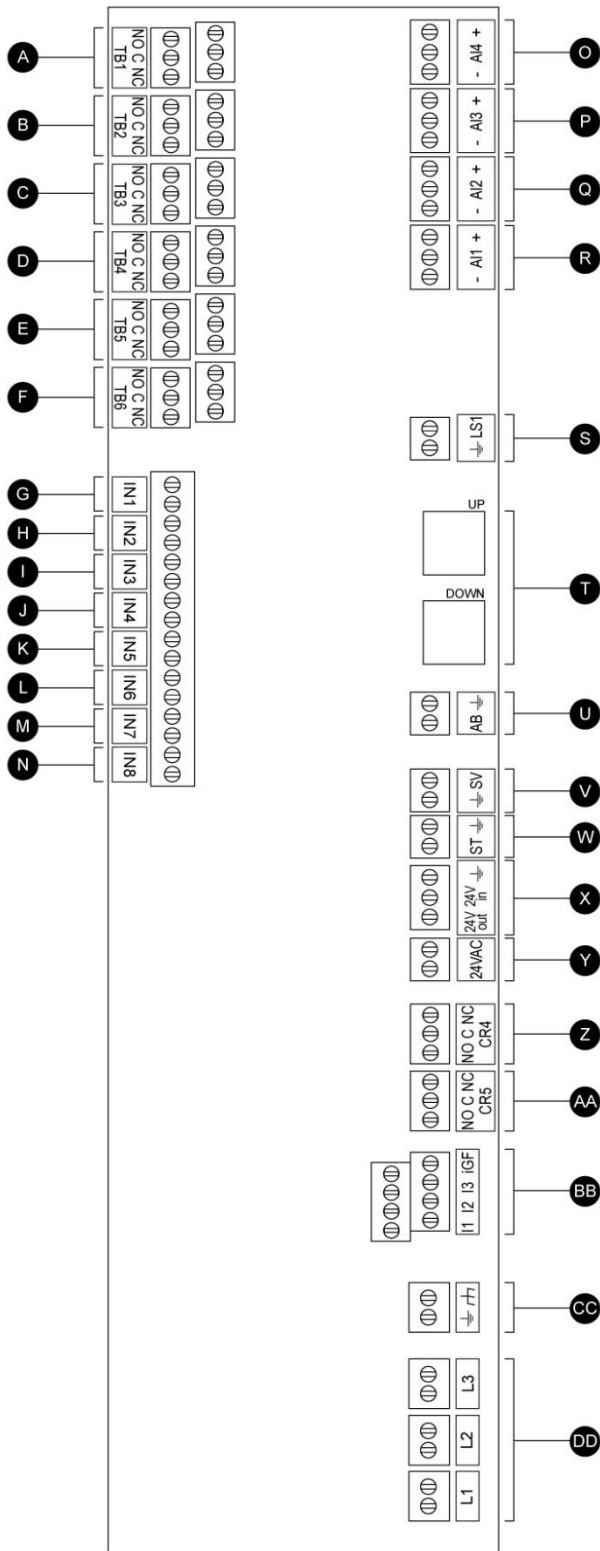 A
NO C NC
TB1
B
NO C NC
TB2
C
NO C NC
TB3
D
NO C NC
TB4
E
NO C NC
TB5
F
NO C NC
TB6
G
IN1
H
IN2
I
IN3
J
IN4
K
IN5
L
IN6
M
IN7
N
IN8
- AI4 +
O
- AI3 +
P
- AI2 +
Q
- AI1 +
R
LS1
S
UP
DOWN
T
AB
U
SV
V
ST
W
24V 24V
out in
X
24VAC
Y
NO C NC
CR4
Z
NO C NC
CR5
AA
I1 I2 I3 iGF
BB
CC
L3
L2
L1
DD